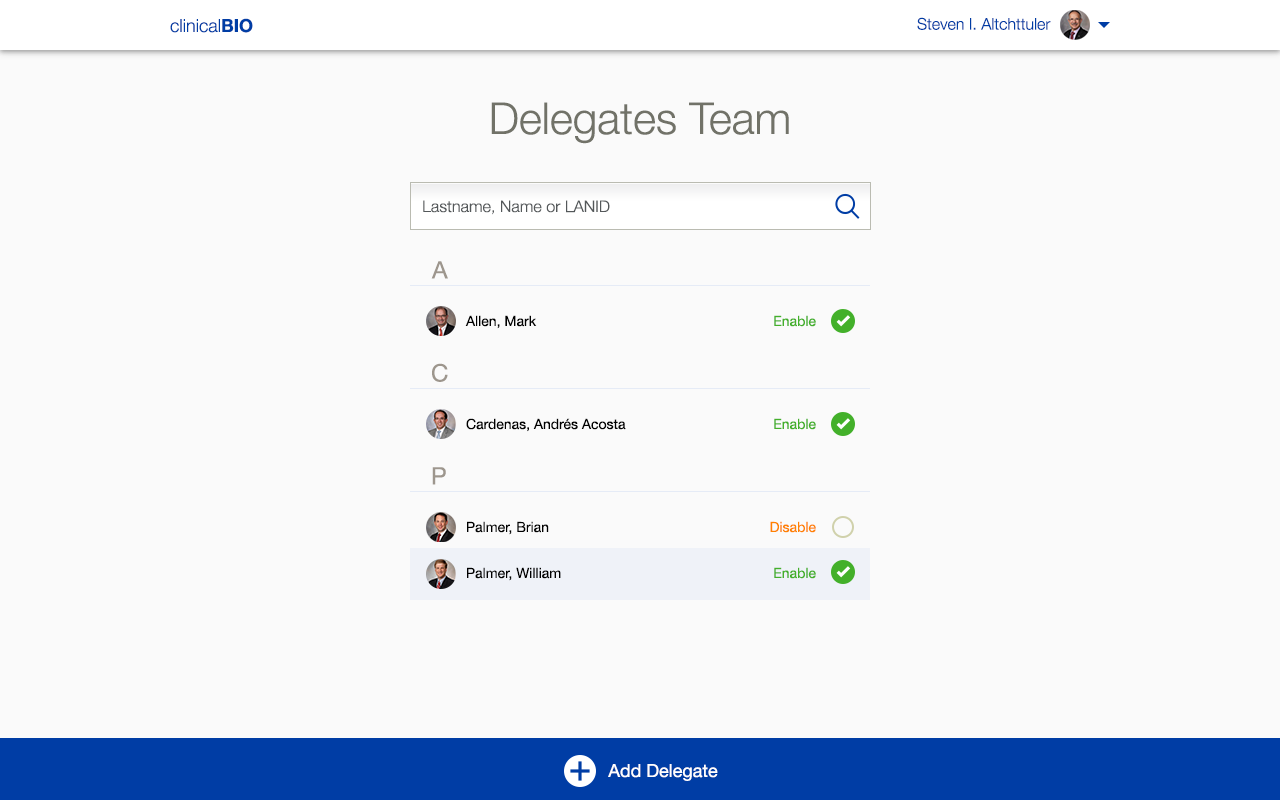 clinicalBIO
Steven I. Altchttuler
Delegates Team
Lastname, Name or LANID
A
Allen, Mark Enable
C
Cardenas, Andrés Acosta Enable
P
Palmer, Brian Disable
Palmer, William Enable
Add Delegate